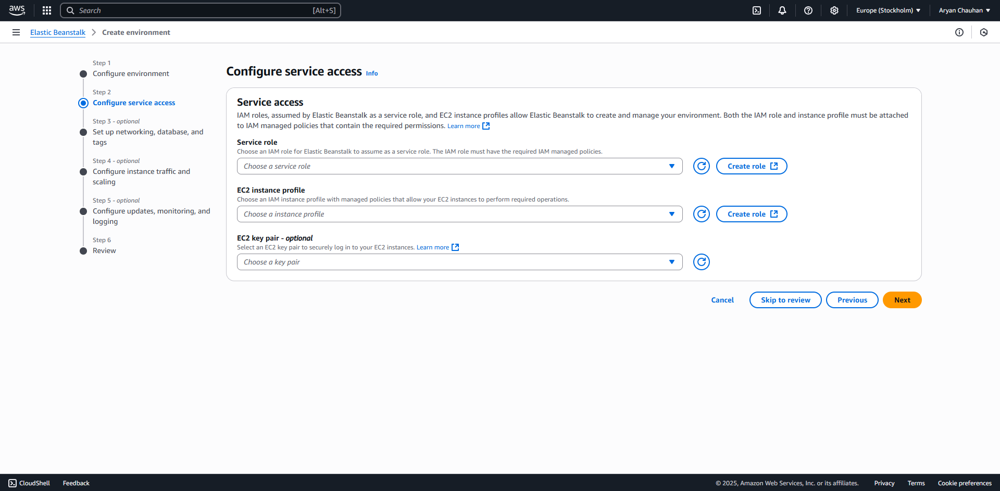 aws
Search [Alt+S]
Europe (Stockholm)
Aryan Chauhan
Elastic Beanstalk
Create environment
Step 1
Configure environment
Step 2
Configure service access
Step 3 - optional
Set up networking, database, and
tags
Step 4 - optional
Configure instance traffic and
scaling
Step 5 - optional
Configure updates, monitoring, and
logging
Step 6
Review
Configure service access Info
Service access
IAM roles, assumed by Elastic Beanstalk as a service role, and EC2 instance profiles allow Elastic Beanstalk to create and manage your environment. Both the IAM role and instance profile must be attached
to IAM managed policies that contain the required permissions. Learn more
Service role
Choose an IAM role for Elastic Beanstalk to assume as a service role. The IAM role must have the required IAM managed policies.
Choose a service role
Create role
EC2 instance profile
Choose an IAM instance profile with managed policies that allow your EC2 instances to perform required operations.
Choose a instance profile
Create role
EC2 key pair - optional
Select an EC2 key pair to securely log in to your EC2 instances. Learn more
Choose a key pair
Cancel
Skip to review
Previous
Next
CloudShell
Feedback
© 2025, Amazon Web Services, Inc. or its affiliates.
Privacy
Terms
Cookie preferences